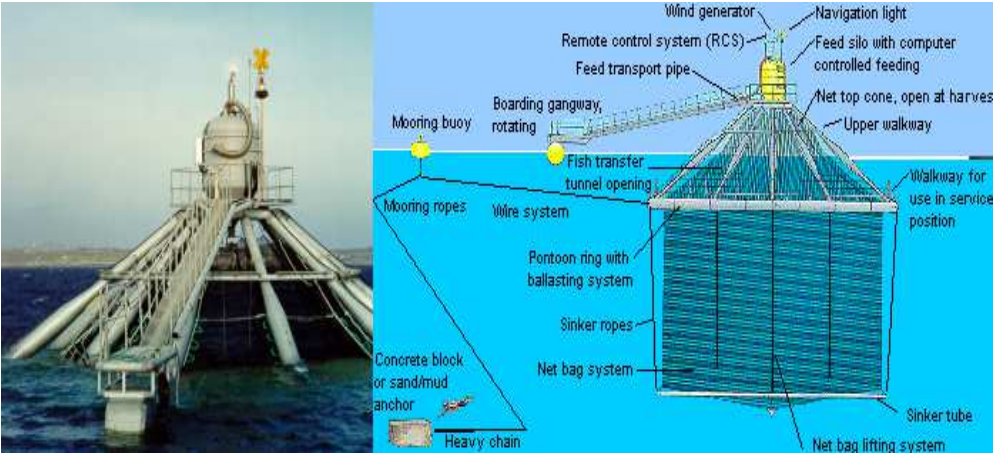 Wind generator
Navigation light
Remote control system (RCS)
Feed silo with computer
controlled feeding
Feed transport pipe
Net top cone, open at harves
Boarding gangway,
rotating
Mooring buoy
Upper walkway
Fish transfer
tunnel opening
Walkway for
use in service
position
Mooring ropes
Wire system
Pontoon ring with
ballasting system
Sinker ropes
Concrete block
or sand/mud
anchor
Net bag system
Sinker tube
Heavy chain
Net bag lifting system